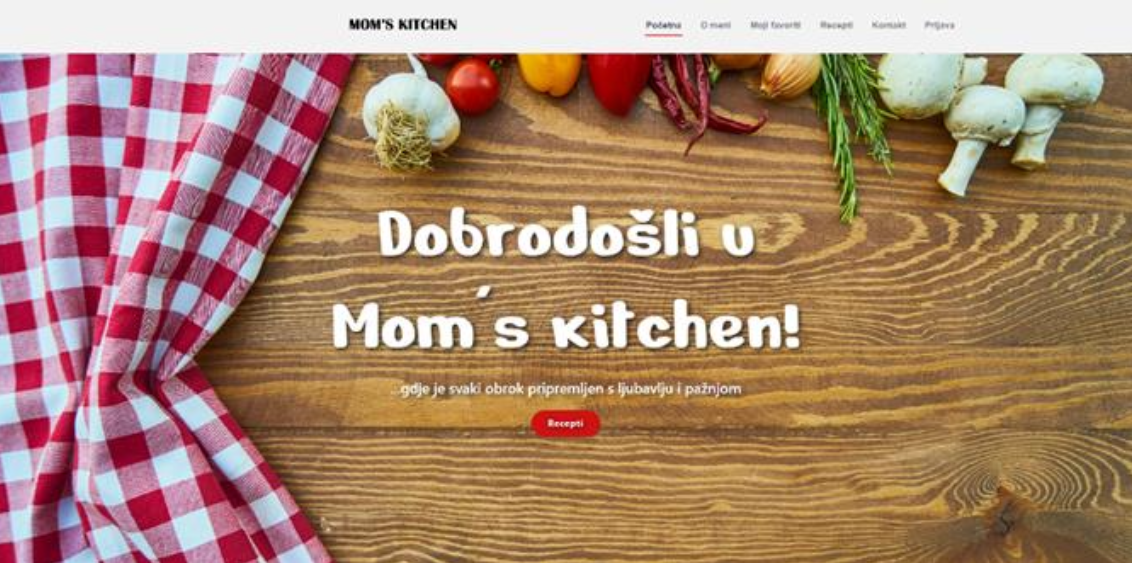 MOM'S KITCHEN
Početna O meni Moji favoriti Recepti Kontakt Prijava
Dobrodošli u
Mom´s kitchen!
...gdje je svaki obrok pripremljen s ljubavlju i pažnjom
Recepti